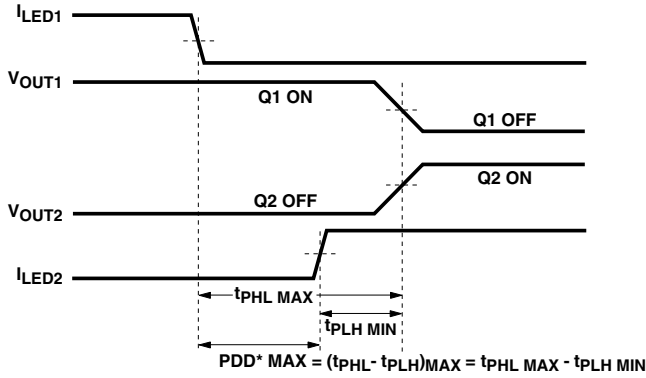 ILED1
VOUT1
Q1 ON
Q1 OFF
Q2 ON
Q2 OFF
VOUT2
ILED2
tPHL MAX
tPLH MIN
PDD* MAX = (tPHL- tPLH)MAX = tPHL MAX - tPLH MIN